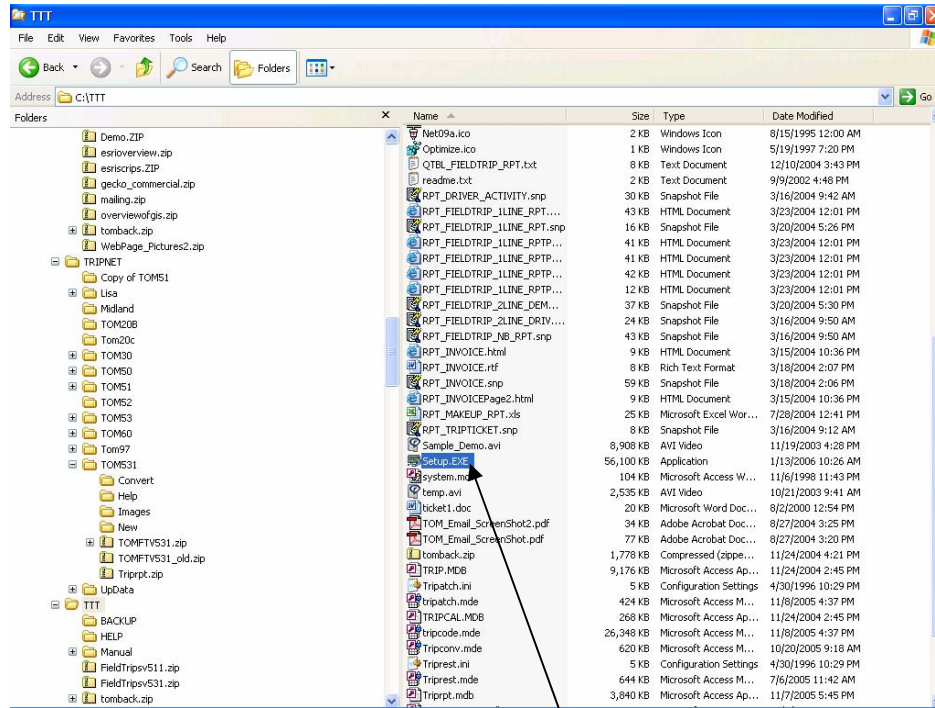 TTT
File Edit View Favorites Tools Help
Back Search Folders
Address C:\TTT Go
Folders x
Demo.ZIP
esrioverview.zip
esriscrips.ZIP
gecko_commercial.zip
mailing.zip
overviewofgis.zip
tomback.zip
WebPage_Pictures2.zip
TRIPNET
Copy of TOM51
Lisa
Midland
TOM20B
Tom20c
TOM30
TOM50
TOM51
TOM52
TOM53
TOM60
Tom97
TOM531
Convert
Help
Images
New
TOMFTV531.zip
TOMFTV531_old.zip
Triprpt.zip
UpData
TTT
BACKUP
HELP
Manual
FieldTripsv511.zip
FieldTripsv531.zip
tomback.zip
Name Size Type Date Modified
Net09a.ico 2 KB Windows Icon 8/15/1995 12:00 AM
Optimize.ico 1 KB Windows Icon 5/19/1997 7:20 PM
QTBL_FIELDTRIP_RPT.txt 8 KB Text Document 12/10/2004 3:43 PM
readme.txt 2 KB Text Document 9/9/2002 4:48 PM
RPT_DRIVER_ACTIVITY.snp 30 KB Snapshot File 3/16/2004 9:42 AM
RPT_FIELDTRIP_1LINE_RPT.... 43 KB HTML Document 3/23/2004 12:01 PM
RPT_FIELDTRIP_1LINE_RPT.snp 16 KB Snapshot File 3/20/2004 5:26 PM
RPT_FIELDTRIP_1LINE_RPTP... 41 KB HTML Document 3/23/2004 12:01 PM
RPT_FIELDTRIP_1LINE_RPTP... 41 KB HTML Document 3/23/2004 12:01 PM
RPT_FIELDTRIP_1LINE_RPTP... 42 KB HTML Document 3/23/2004 12:01 PM
RPT_FIELDTRIP_1LINE_RPTP... 12 KB HTML Document 3/23/2004 12:01 PM
RPT_FIELDTRIP_2LINE_DEM... 37 KB Snapshot File 3/20/2004 5:30 PM
RPT_FIELDTRIP_2LINE_DRIV.... 24 KB Snapshot File 3/16/2004 9:50 AM
RPT_FIELDTRIP_NB_RPT.snp 43 KB Snapshot File 3/16/2004 9:50 AM
RPT_INVOICE.html 9 KB HTML Document 3/15/2004 10:36 PM
RPT_INVOICE.rtf 8 KB Rich Text Format 3/18/2004 2:07 PM
RPT_INVOICE.snp 59 KB Snapshot File 3/18/2004 2:06 PM
RPT_INVOICEPage2.html 9 KB HTML Document 3/15/2004 10:36 PM
RPT_MAKEUP_RPT.xls 25 KB Microsoft Excel Wor... 7/28/2004 12:41 PM
RPT_TRIPTICKET.snp 8 KB Snapshot File 3/16/2004 9:12 AM
Sample_Demo.avi 8,908 KB AVI Video 11/19/2003 4:28 PM
Setup.EXE 56,100 KB Application 1/13/2006 10:26 AM
104 KB Microsoft Access W... 11/6/1998 11:43 PM
temp.avi 2,535 KB AVI Video 10/21/2003 9:41 AM
ticket1.doc 20 KB Microsoft Word Doc... 8/2/2000 12:54 PM
TOM_Email_ScreenShot2.pdf 34 KB Adobe Acrobat Doc... 8/27/2004 3:25 PM
TOM_Email_ScreenShot.pdf 77 KB Adobe Acrobat Doc... 8/27/2004 3:20 PM
tomback.zip 1,778 KB Compressed (zippe... 11/24/2004 4:21 PM
TRIP.MDB 9,176 KB Microsoft Access Ap... 11/24/2004 2:45 PM
Tripatch.ini 5 KB Configuration Settings 4/30/1996 10:29 PM
tripatch.mde 424 KB Microsoft Access M... 11/8/2005 4:37 PM
TRIPCAL.MDB 268 KB Microsoft Access Ap... 11/24/2004 2:45 PM
tripcode.mde 26,348 KB Microsoft Access M... 11/8/2005 4:37 PM
Tripconv.mde 620 KB Microsoft Access M... 10/20/2005 9:18 AM
Triprest.ini 5 KB Configuration Settings 4/30/1996 10:29 PM
Triprest.mde 644 KB Microsoft Access M... 7/6/2005 11:42 AM
Triprpt.mdb 3,840 KB Microsoft Access Ap... 11/7/2005 5:45 PM